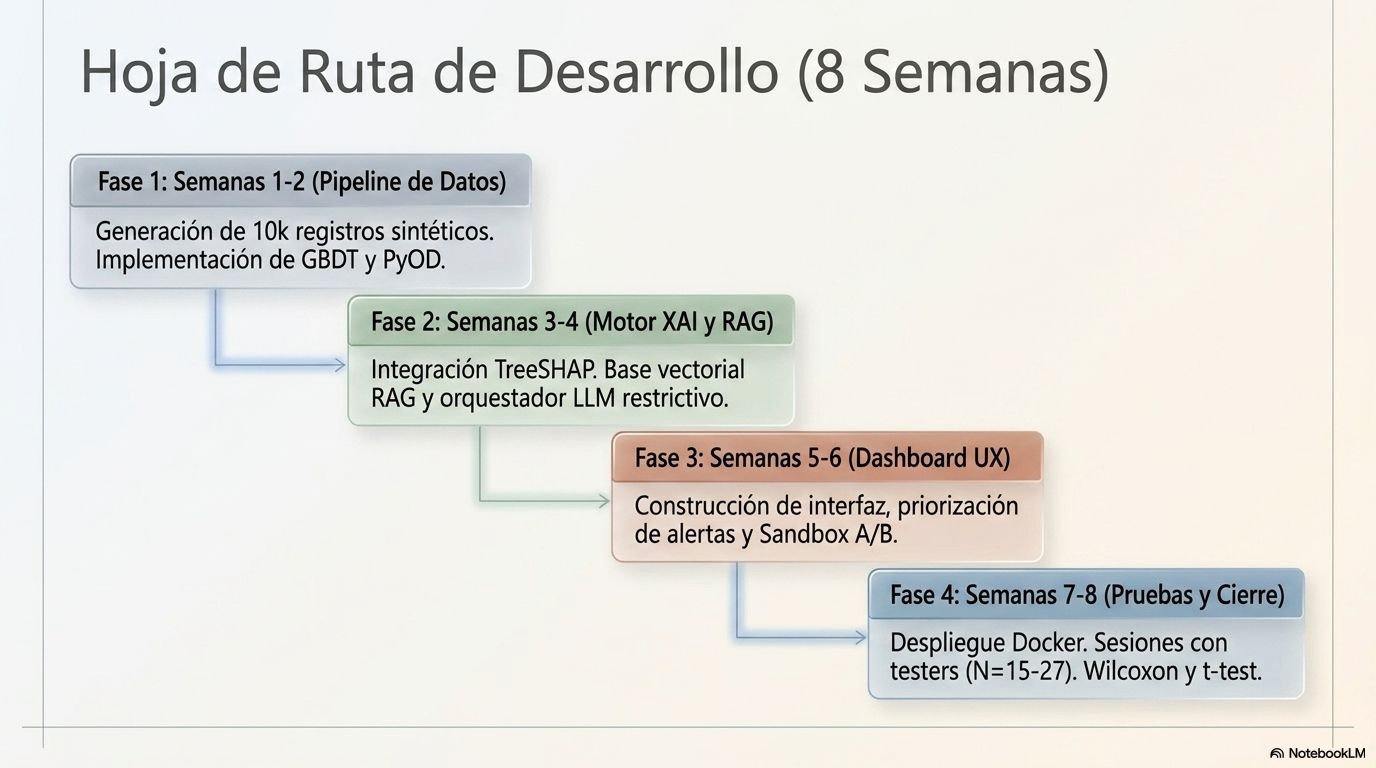 Hoja de Ruta de Desarrollo (8 Semanas)
Fase 1: Semanas 1-2 (Pipeline de Datos)
Generación de 10k registros sintéticos.
Implementación de GBDT y PyOD.
Fase 2: Semanas 3-4 (Motor XAI y RAG)
Integración TreeSHAP. Base vectorial
RAG y orquestador LLM restrictivo.
Fase 3: Semanas 5-6 (Dashboard UX)
Construcción de interfaz, priorización
de alertas y Sandbox A/B.
Fase 4: Semanas 7-8 (Pruebas y Cierre)
Despliegue Docker. Sesiones con
testers (N=15-27). Wilcoxon y t-test.
NotebookLM